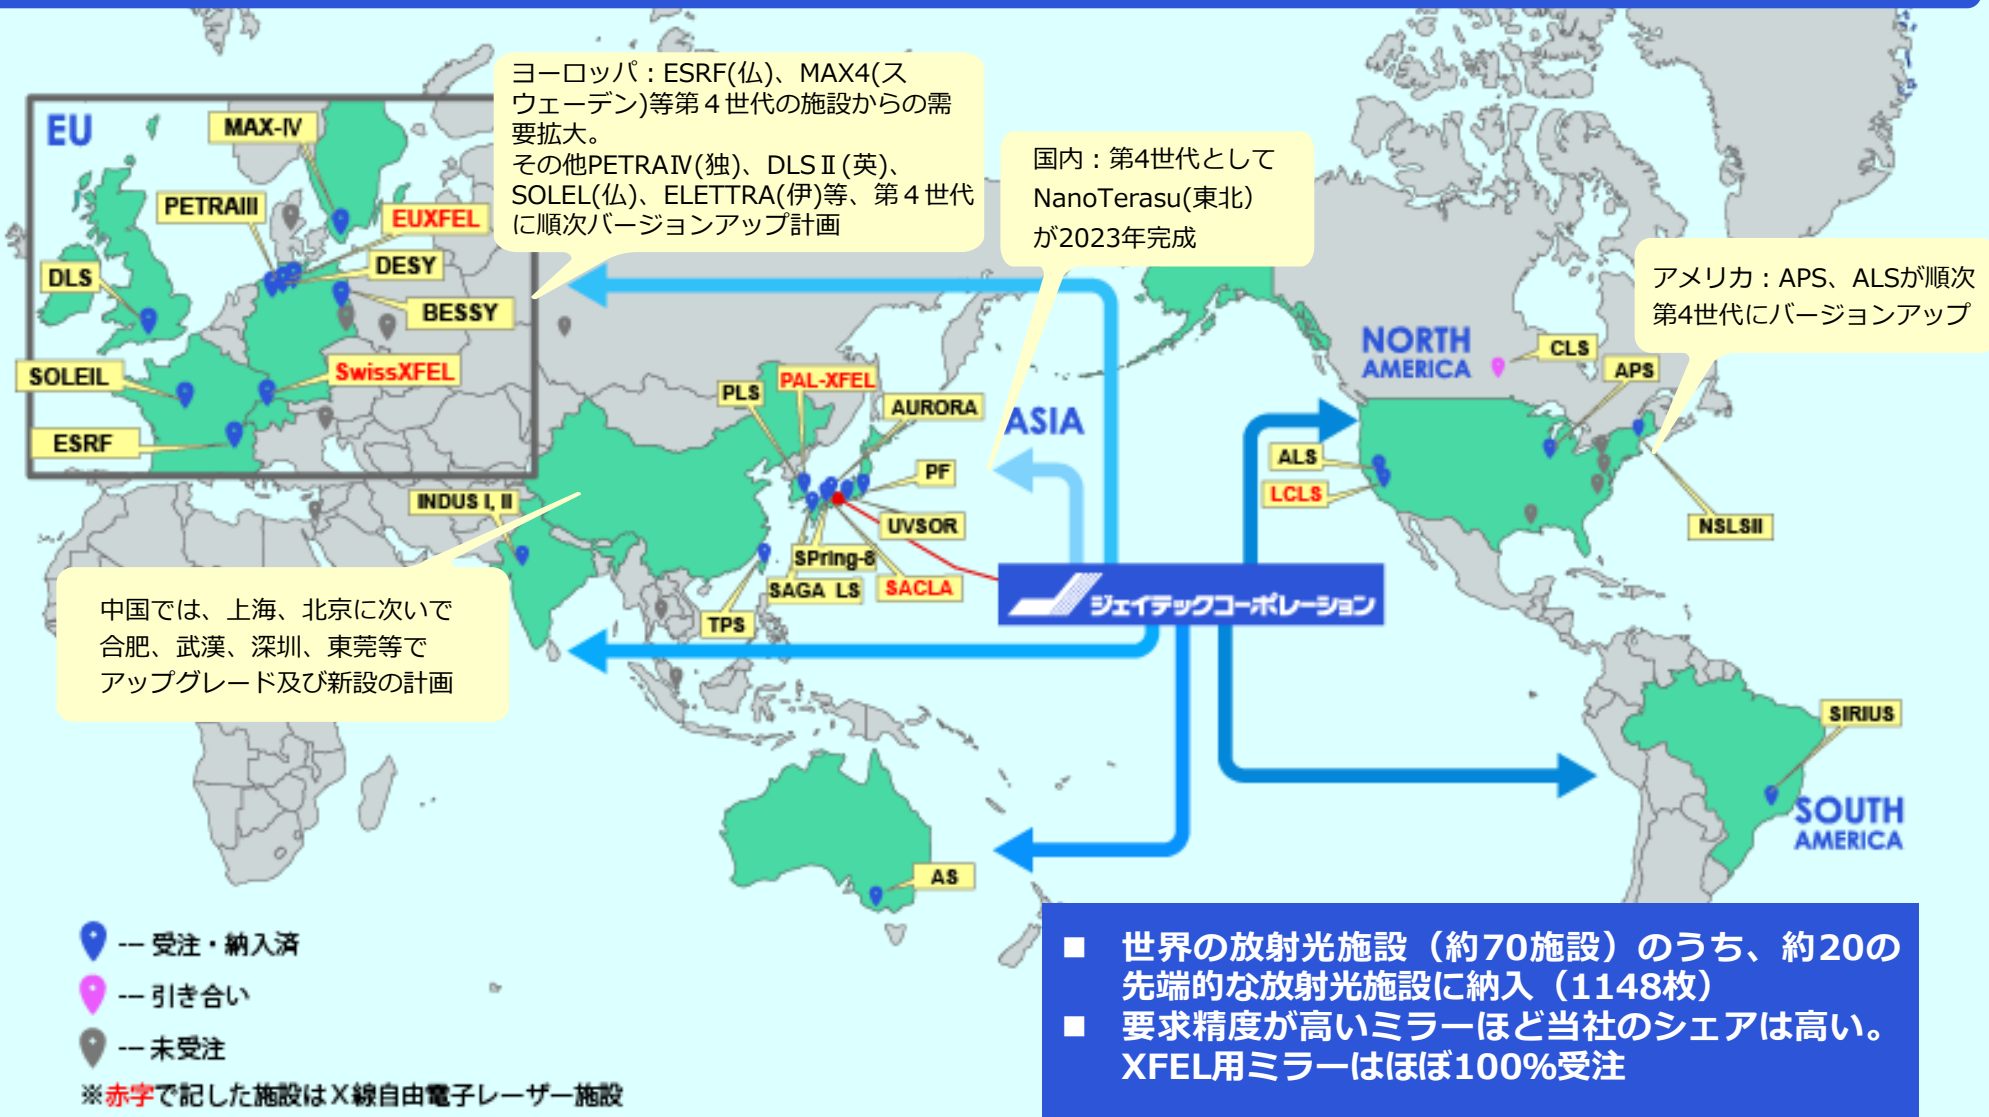 ヨーロッパ：ESRF(仏)、MAX4(ス
ウェーデン)等第４世代の施設からの需
要拡大。
その他PETRAⅣ(独)、DLSⅡ(英)、
SOLEL(仏)、ELETTRA(伊)等、第４世代
に順次バージョンアップ計画
国内：第4世代として
NanoTerasu(東北）
が2023年完成
アメリカ：APS、ALSが順次
第4世代にバージョンアップ
EU
MAX-IV
PETRAIII
EUXFEL
DLS
DESY
BESSY
SOLEIL
SwissXFEL
ESRF
PLS
PAL-XFEL
AURORA
ASIA
PF
INDUS I, II
UVSOR
SPring-8
SAGA LS
SACLA
TPS
NORTH
AMERICA
CLS
APS
ALS
LCLS
NSLSII
ジェイテックコーポレーション
中国では、上海、北京に次いで
合肥、武漢、深圳、東莞等で
アップグレード及び新設の計画
SIRIUS
SOUTH
AMERICA
AS
--- 受注・納入済
--- 引き合い
--- 未受注
※赤字で記した施設はＸ線自由電子レーザー施設
■ 世界の放射光施設（約70施設）のうち、約20の
先端的な放射光施設に納入（1148枚）
■ 要求精度が高いミラーほど当社のシェアは高い。
XFEL用ミラーはほぼ100%受注